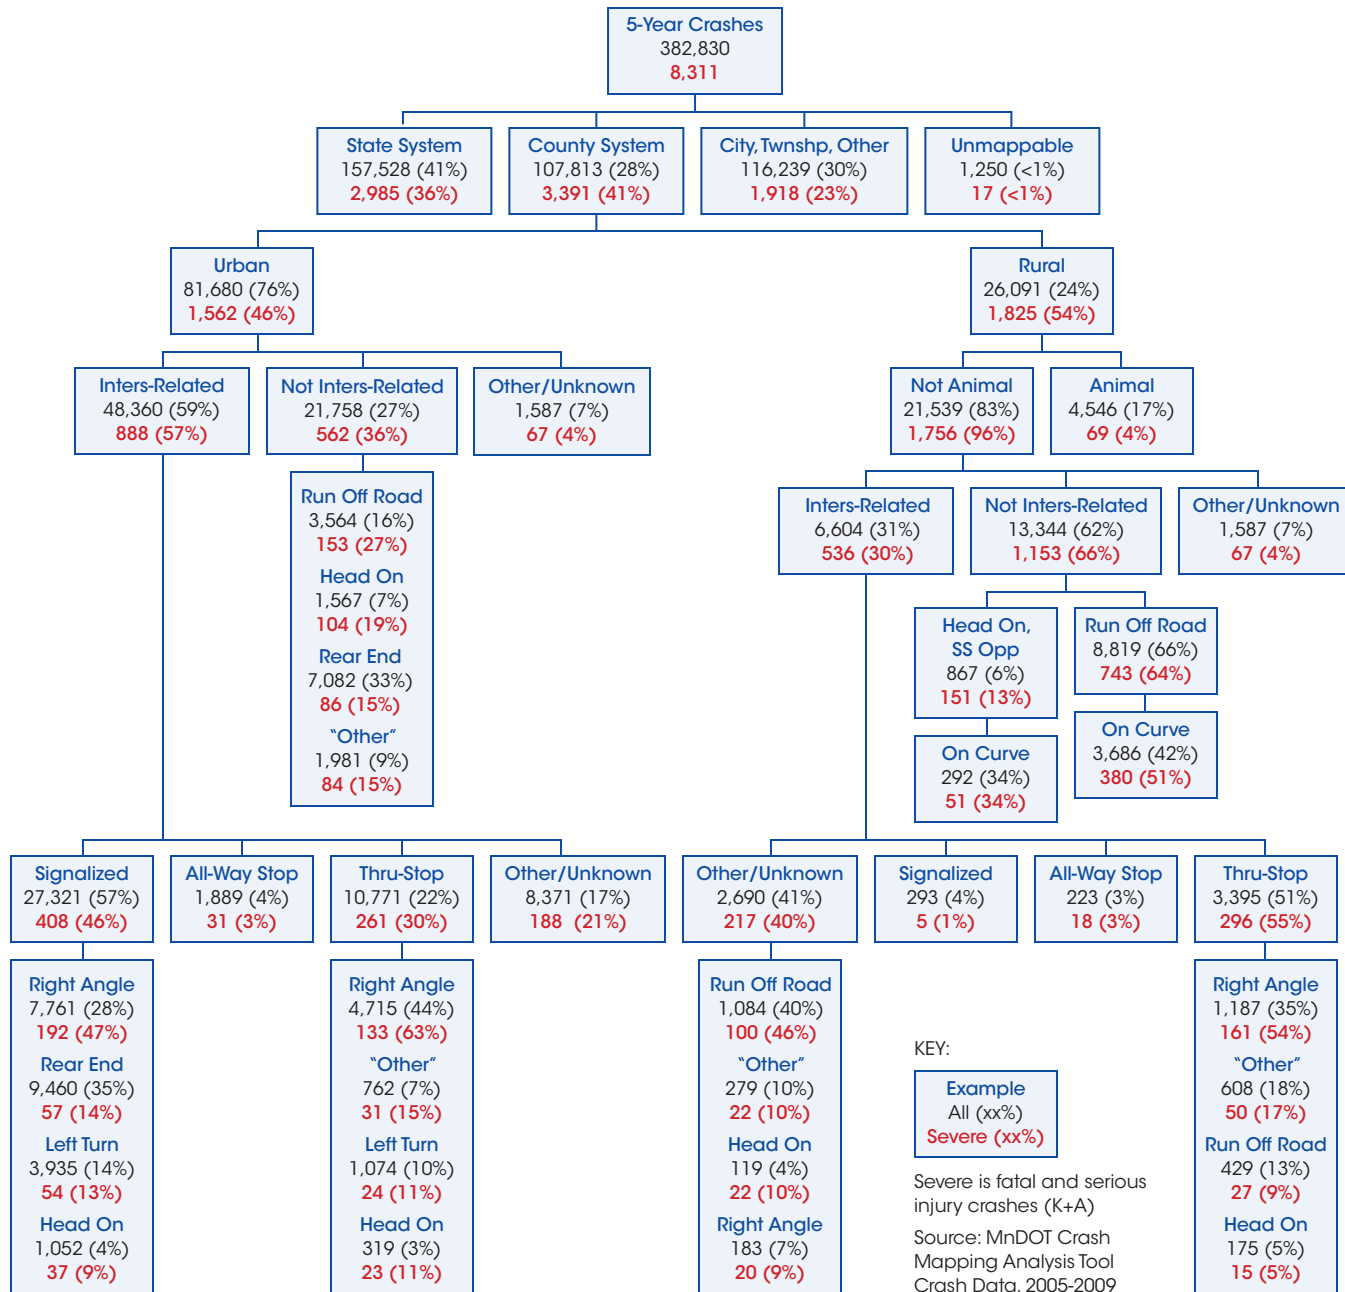 5-Year Crashes
382,830
8,311
State System
157,528 (41%)
2,985 (36%)
County System
107,813 (28%)
3,391 (41%)
City, Twnshp, Other
116,239 (30%)
1,918 (23%)
Unmappable
1,250 (<1%)
17 (<1%)
Urban
81,680 (76%)
1,562 (46%)
Rural
26,091 (24%)
1,825 (54%)
Inters-Related
48,360 (59%)
888 (57%)
Not Inters-Related
21,758 (27%)
562 (36%)
Other/Unknown
1,587 (7%)
67 (4%)
Not Animal
21,539 (83%)
1,756 (96%)
Animal
4,546 (17%)
69 (4%)
Run Off Road
3,564 (16%)
153 (27%)
Head On
1,567 (7%)
104 (19%)
Rear End
7,082 (33%)
86 (15%)
"Other"
1,981 (9%)
84 (15%)
Inters-Related
6,604 (31%)
536 (30%)
Not Inters-Related
13,344 (62%)
1,153 (66%)
Other/Unknown
1,587 (7%)
67 (4%)
Head On,
SS Opp
867 (6%)
151 (13%)
Run Off Road
8,819 (66%)
743 (64%)
On Curve
292 (34%)
51 (34%)
On Curve
3,686 (42%)
380 (51%)
Signalized
27,321 (57%)
408 (46%)
All-Way Stop
1,889 (4%)
31 (3%)
Thru-Stop
10,771 (22%)
261 (30%)
Other/Unknown
8,371 (17%)
188 (21%)
Other/Unknown
2,690 (41%)
217 (40%)
Signalized
293 (4%)
5 (1%)
All-Way Stop
223 (3%)
18 (3%)
Thru-Stop
3,395 (51%)
296 (55%)
Right Angle
7,761 (28%)
192 (47%)
Rear End
9,460 (35%)
57 (14%)
Left Turn
3,935 (14%)
54 (13%)
Head On
1,052 (4%)
37 (9%)
Right Angle
4,715 (44%)
133 (63%)
"Other"
762 (7%)
31 (15%)
Left Turn
1,074 (10%)
24 (11%)
Head On
319 (3%)
23 (11%)
Run Off Road
1,084 (40%)
100 (46%)
"Other"
279 (10%)
22 (10%)
Head On
119 (4%)
22 (10%)
Right Angle
183 (7%)
20 (9%)
KEY:
Example
All (xx%)
Severe (xx%)
Severe is fatal and serious
injury crashes (K+A)
Source: MnDOT Crash
Mapping Analysis Tool
Crash Data, 2005-2009
Right Angle
1,187 (35%)
161 (54%)
"Other"
608 (18%)
50 (17%)
Run Off Road
429 (13%)
27 (9%)
Head On
175 (5%)
15 (5%)